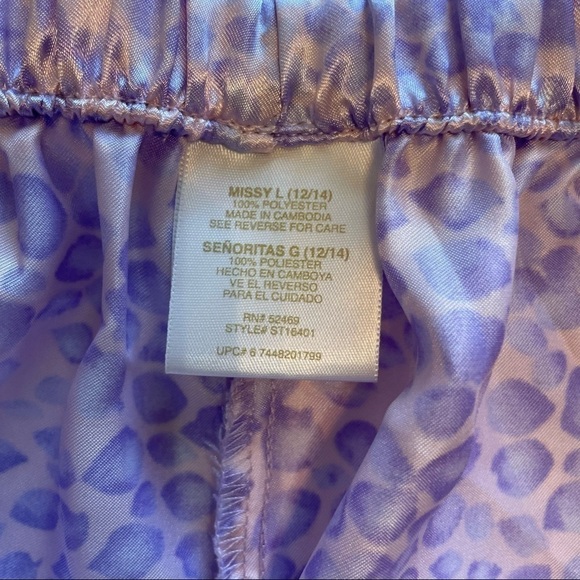 MISSY L (12/14)
100% POLYESTER
MADE IN CAMBODIA
SEE REVERSE FOR CARE
SEÑORITAS G (12/14)
100% POLIESTER
HECHO EN CAMBOYA
VE EL REVERSO
PARA EL CUIDADO
RN# 52469
STYLE# ST16401
UPC# 6 7448201799